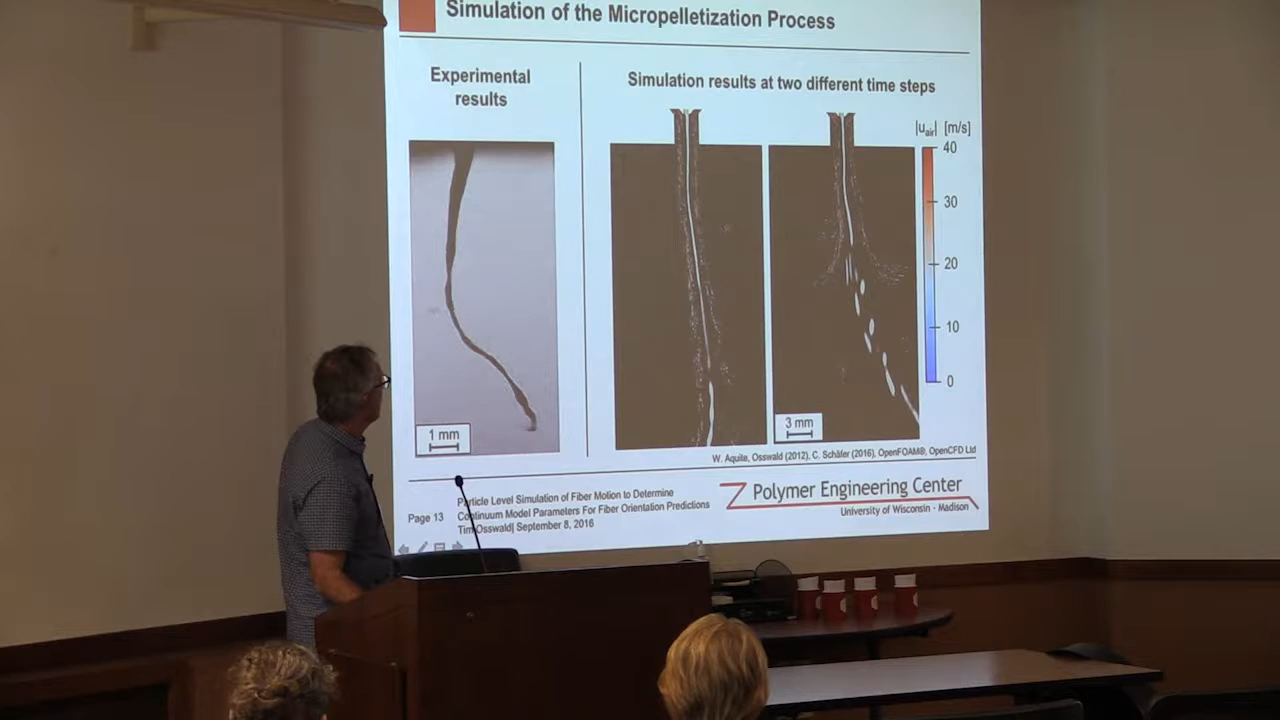 Simulation of the Micropelletization Process
Experimental
results
Simulation results at two different time steps
|uair| [m/s]
40
30
20
10
0
1 mm
3 mm
W. Aquite, Osswald (2012), C. Schäfer (2016), OpenFOAM®, OpenCFD Ltd
Page 13
Particle Level Simulation of Fiber Motion to Determine
Continuum Model Parameters For Fiber Orientation Predictions
Tim Osswald| September 8, 2016
Polymer Engineering Center
University of Wisconsin - Madison